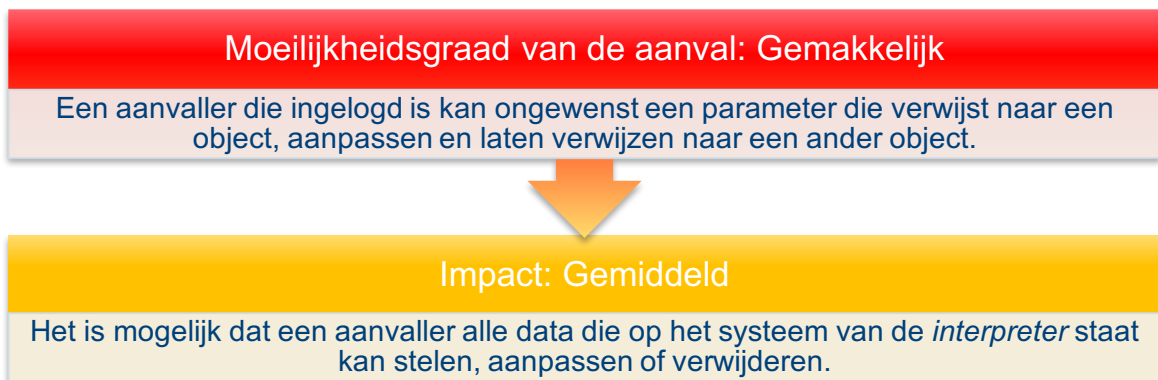 Moeilijkheidsgraad van de aanval: Gemakkelijk
Een aanvaller die ingelogd is kan ongewenst een parameter die verwijst naar een
object, aanpassen en laten verwijzen naar een ander object.
Impact: Gemiddeld
Het is mogelijk dat een aanvaller alle data die op het systeem van de interpreter staat
kan stelen, aanpassen of verwijderen.